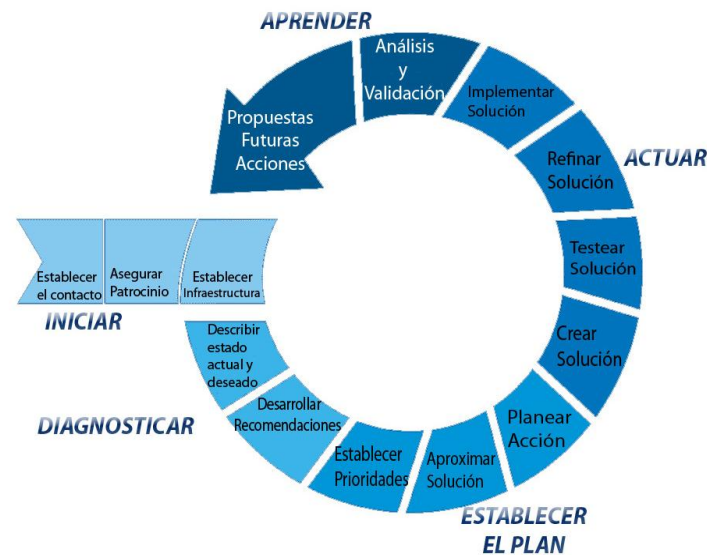 APRENDER
Análisis
y
Validación
Propuestas
Futuras
Acciones
Implementar
Solución
Refinar
Solución
ACTUAR
Testear
Solución
Crear
Solución
Establecer
el contacto
Asegurar
Patrocinio
Establecer
Infraestructura
INICIAR
Describir
estado
actual y
deseado
DIAGNOSTICAR
Desarrollar
Recomendaciones
Establecer
Prioridades
Aproximar
Solución
Planear
Acción
ESTABLECER
EL PLAN